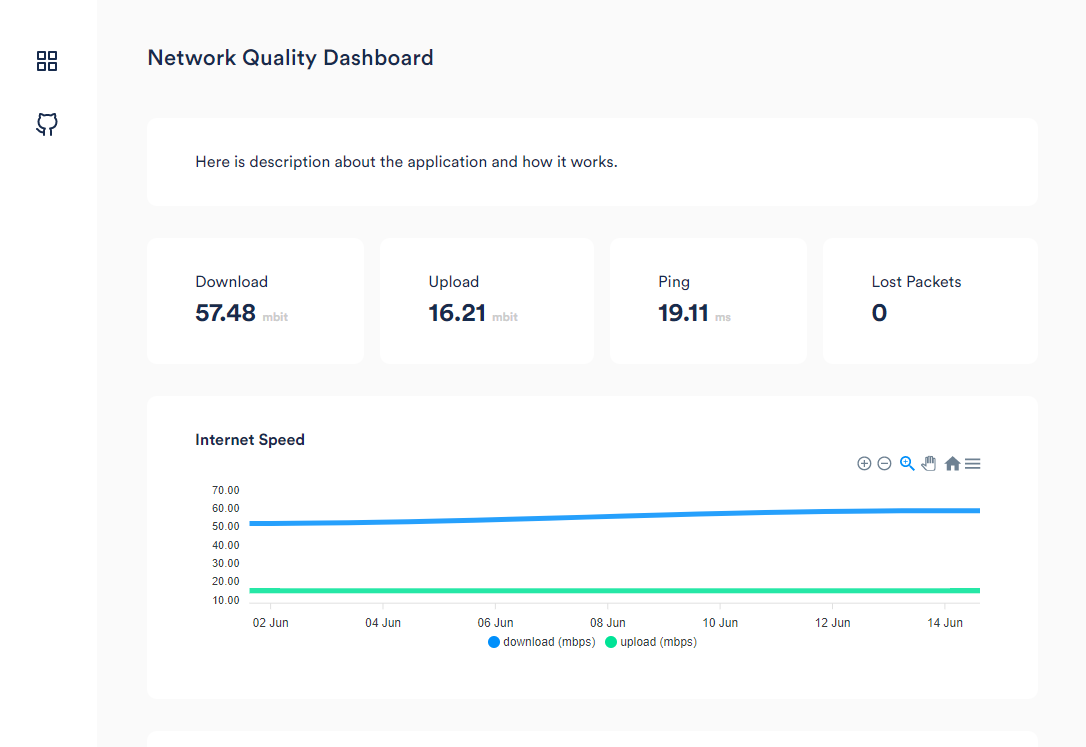 Network Quality Dashboard
Here is description about the application and how it works.
Download
57.48 mbit
Upload
16.21 mbit
Ping
19.11 ms
Lost Packets
0
Internet Speed
70.00
60.00
50.00
40.00
30.00
20.00
10.00
02 Jun 04 Jun 06 Jun 08 Jun 10 Jun 12 Jun 14 Jun
download (mbps) upload (mbps)